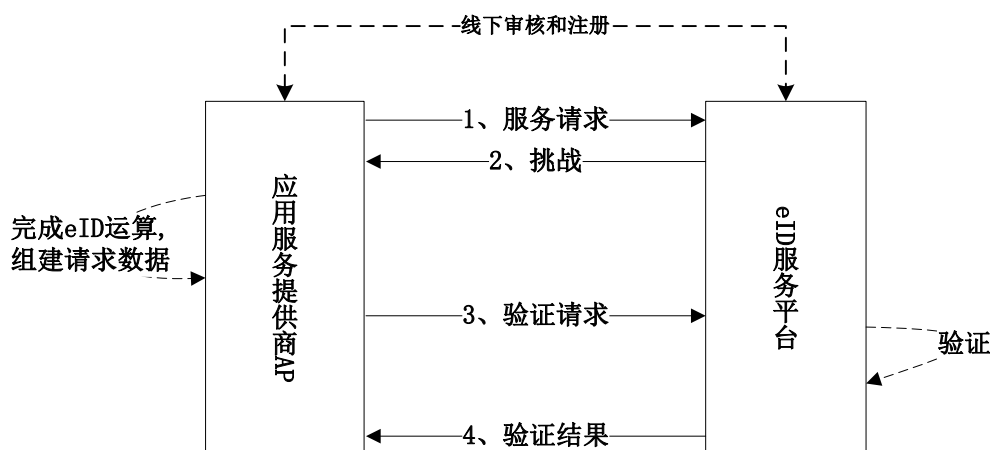 线下审核和注册
1、服务请求
2、挑战
应用服务提供商AP
完成eID运算,
组建请求数据
eID服务平台
3、验证请求
验证
4、验证结果